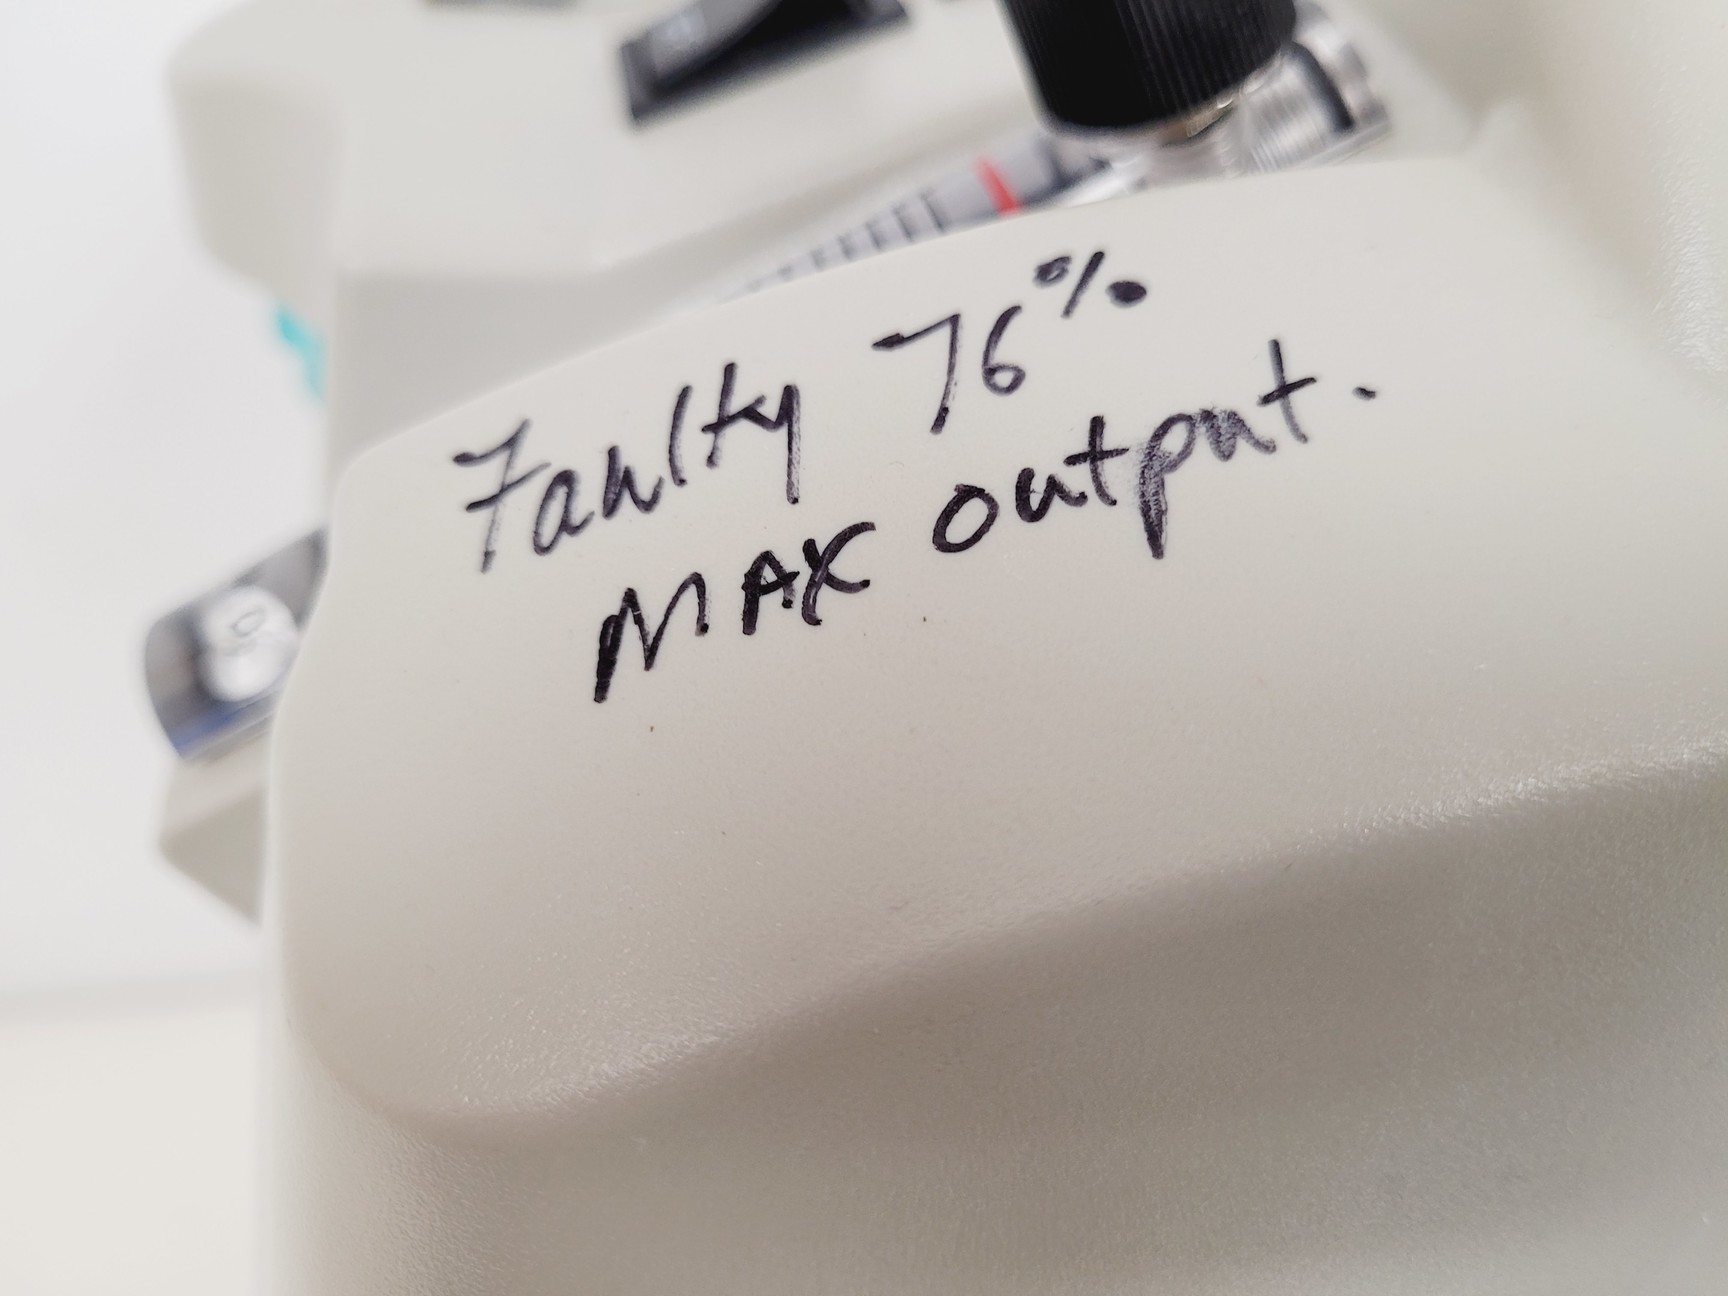 Faulty 76%
MAX output.